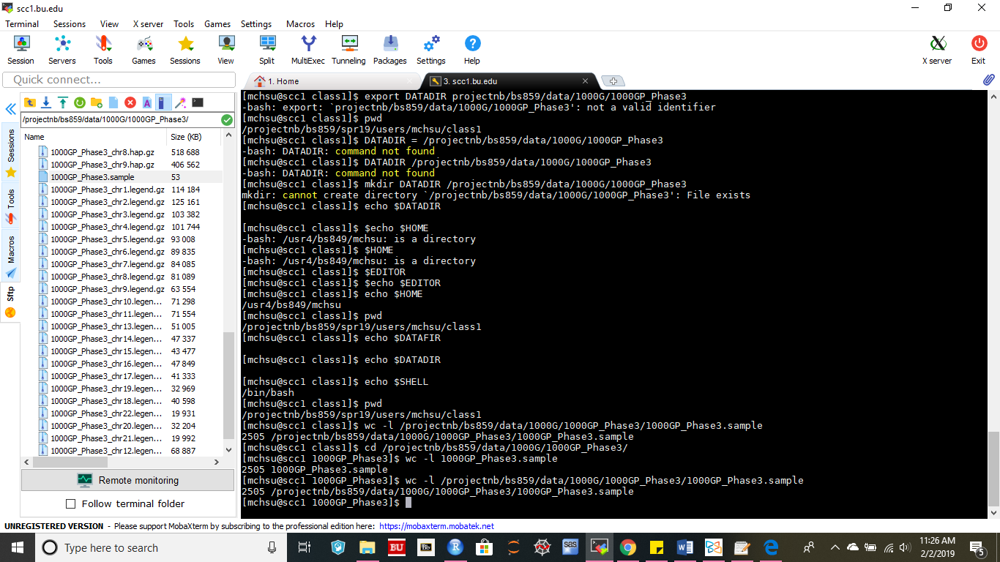 scc1.bu.edu
Terminal Sessions View X server Tools Games Settings Macros Help
Session Servers Tools Games Sessions View Split MultiExec Tunneling Packages Settings Help X server Exit
Quick connect...
1. Home
3. scc1.bu.edu
/projectnb/bs859/data/1000G/1000GP_Phase3/
Name Size (KB)
1000GP_Phase3_chr8.hap.gz 518 688
1000GP_Phase3_chr9.hap.gz 406 562
1000GP_Phase3.sample 53
1000GP_Phase3_chr1.legend.gz 114 184
1000GP_Phase3_chr2.legend.gz 125 161
1000GP_Phase3_chr3.legend.gz 103 382
1000GP_Phase3_chr4.legend.gz 101 744
1000GP_Phase3_chr5.legend.gz 93 008
1000GP_Phase3_chr6.legend.gz 89 835
1000GP_Phase3_chr7.legend.gz 84 085
1000GP_Phase3_chr8.legend.gz 81 089
1000GP_Phase3_chr9.legend.gz 63 554
1000GP_Phase3_chr10.legen... 71 298
1000GP_Phase3_chr11.legen... 71 554
1000GP_Phase3_chr13.legen... 51 005
1000GP_Phase3_chr14.legen... 47 337
1000GP_Phase3_chr15.legen... 43 477
1000GP_Phase3_chr16.legen... 47 849
1000GP_Phase3_chr17.legen... 41 333
1000GP_Phase3_chr19.legen... 32 969
1000GP_Phase3_chr18.legen... 40 598
1000GP_Phase3_chr22.legen... 19 931
1000GP_Phase3_chr20.legen... 32 204
1000GP_Phase3_chr21.legen... 19 992
1000GP_Phase3_chr12.legen... 68 887
Sessions
Tools
Macros
Sftp
Remote monitoring
Follow terminal folder
[mchsu@scc1 class1]$ export DATADIR projectnb/bs859/data/1000G/1000GP_Phase3
-bash: export: `projectnb/bs859/data/1000G/1000GP_Phase3': not a valid identifier
[mchsu@scc1 class1]$ pwd
/projectnb/bs859/spr19/users/mchsu/class1
[mchsu@scc1 class1]$ DATADIR = /projectnb/bs859/data/1000G/1000GP_Phase3
-bash: DATADIR: command not found
[mchsu@scc1 class1]$ DATADIR /projectnb/bs859/data/1000G/1000GP_Phase3
-bash: DATADIR: command not found
[mchsu@scc1 class1]$ mkdir DATADIR /projectnb/bs859/data/1000G/1000GP_Phase3
mkdir: cannot create directory `/projectnb/bs859/data/1000G/1000GP_Phase3': File exists
[mchsu@scc1 class1]$ echo $DATADIR
[mchsu@scc1 class1]$ $echo $HOME
-bash: /usr4/bs849/mchsu: is a directory
[mchsu@scc1 class1]$ $HOME
-bash: /usr4/bs849/mchsu: is a directory
[mchsu@scc1 class1]$ $EDITOR
[mchsu@scc1 class1]$ $echo $EDITOR
[mchsu@scc1 class1]$ echo $HOME
/usr4/bs849/mchsu
[mchsu@scc1 class1]$ pwd
/projectnb/bs859/spr19/users/mchsu/class1
[mchsu@scc1 class1]$ echo $DATAFIR
[mchsu@scc1 class1]$ echo $DATADIR
[mchsu@scc1 class1]$ echo $SHELL
/bin/bash
[mchsu@scc1 class1]$ pwd
/projectnb/bs859/spr19/users/mchsu/class1
[mchsu@scc1 class1]$ wc -l /projectnb/bs859/data/1000G/1000GP_Phase3/1000GP_Phase3.sample
2505 /projectnb/bs859/data/1000G/1000GP_Phase3/1000GP_Phase3.sample
[mchsu@scc1 class1]$ cd /projectnb/bs859/data/1000G/1000GP_Phase3/
[mchsu@scc1 1000GP_Phase3]$ wc -l 1000GP_Phase3.sample
2505 1000GP_Phase3.sample
[mchsu@scc1 1000GP_Phase3]$ wc -l /projectnb/bs859/data/1000G/1000GP_Phase3/1000GP_Phase3.sample
2505 /projectnb/bs859/data/1000G/1000GP_Phase3/1000GP_Phase3.sample
[mchsu@scc1 1000GP_Phase3]$
UNREGISTERED VERSION - Please support MobaXterm by subscribing to the professional edition here: https://mobaxterm.mobatek.net
Type here to search
BU
Bb
R
SAS
11:26 AM
2/2/2019
5